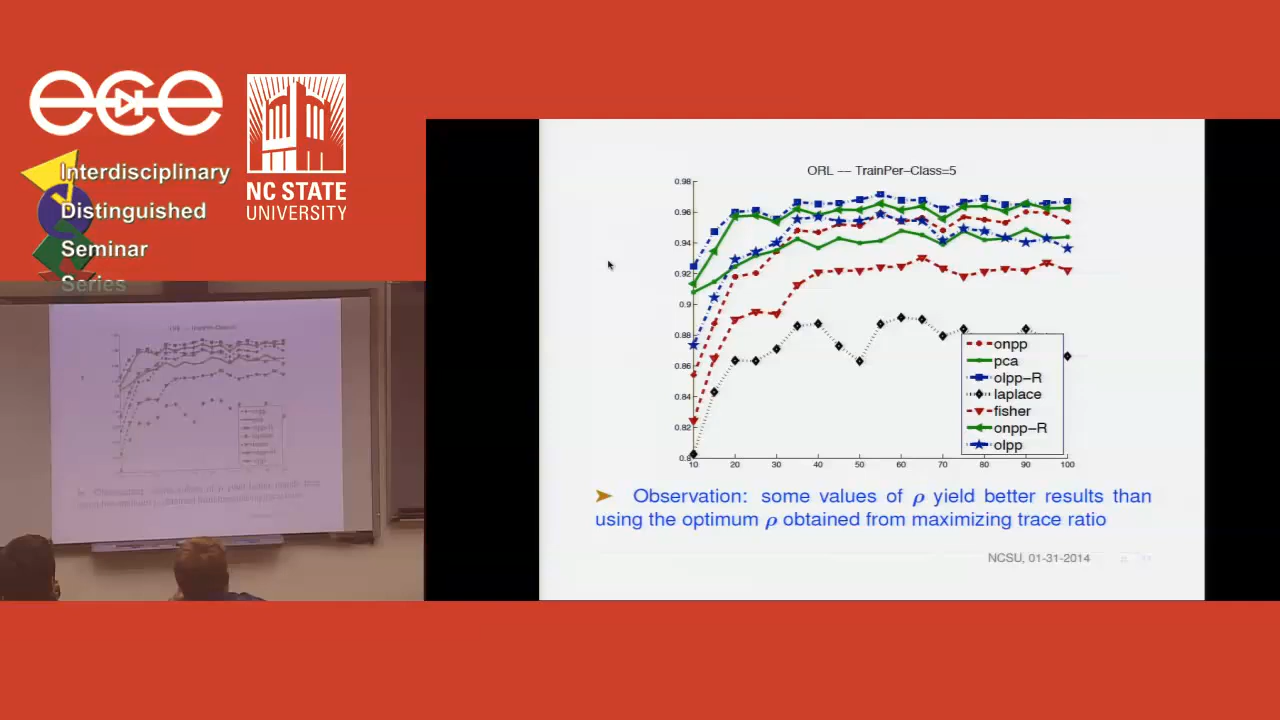 ece
Interdisciplinary
Distinguished
Seminar
Series
NC STATE
UNIVERSITY
ORL –– TrainPer–Class=5
0.98
0.96
0.94
0.92
0.9
0.88
0.86
0.84
0.82
0.8
10 20 30 40 50 60 70 80 90 100
onpp
pca
olpp–R
laplace
fisher
onpp–R
olpp
➤ Observation: some values of ρ yield better results than
using the optimum ρ obtained from maximizing trace ratio
NCSU, 01-31-2014